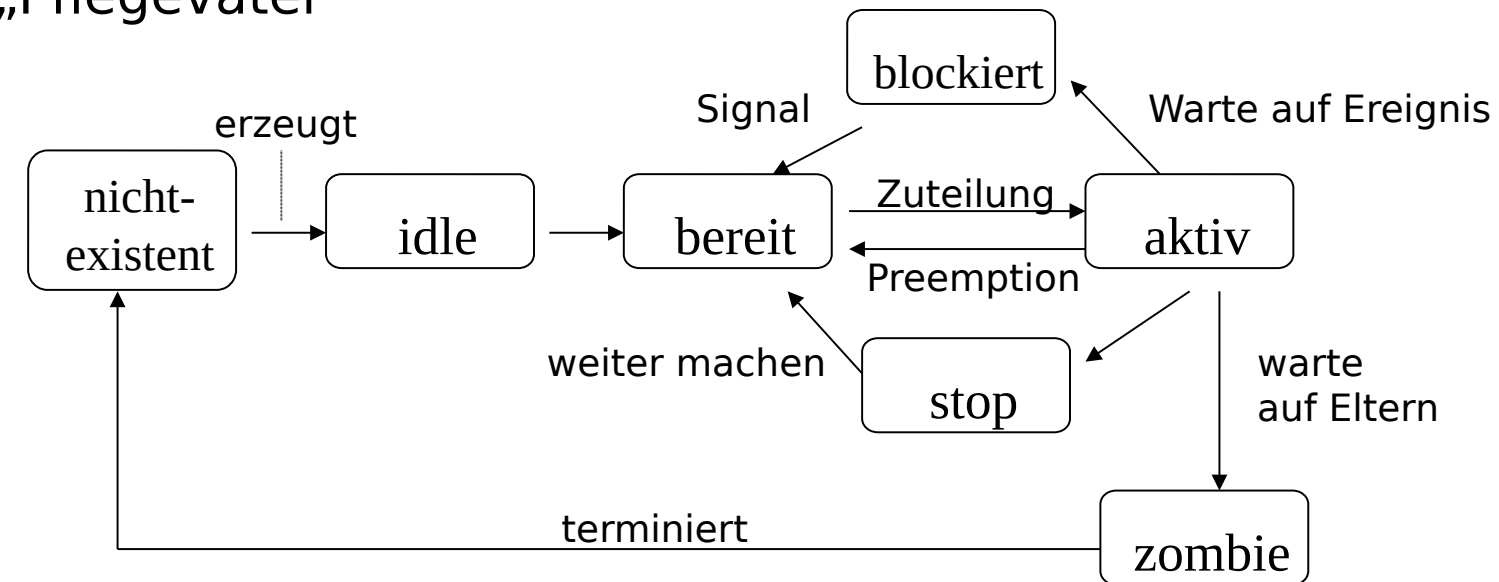 „Pflegevater
blockiert
Signal
Warte auf Ereignis
erzeugt
nicht-
existent
idle
bereit
Zuteilung
aktiv
Preemption
weiter machen
stop
warte
auf Eltern
terminiert
zombie